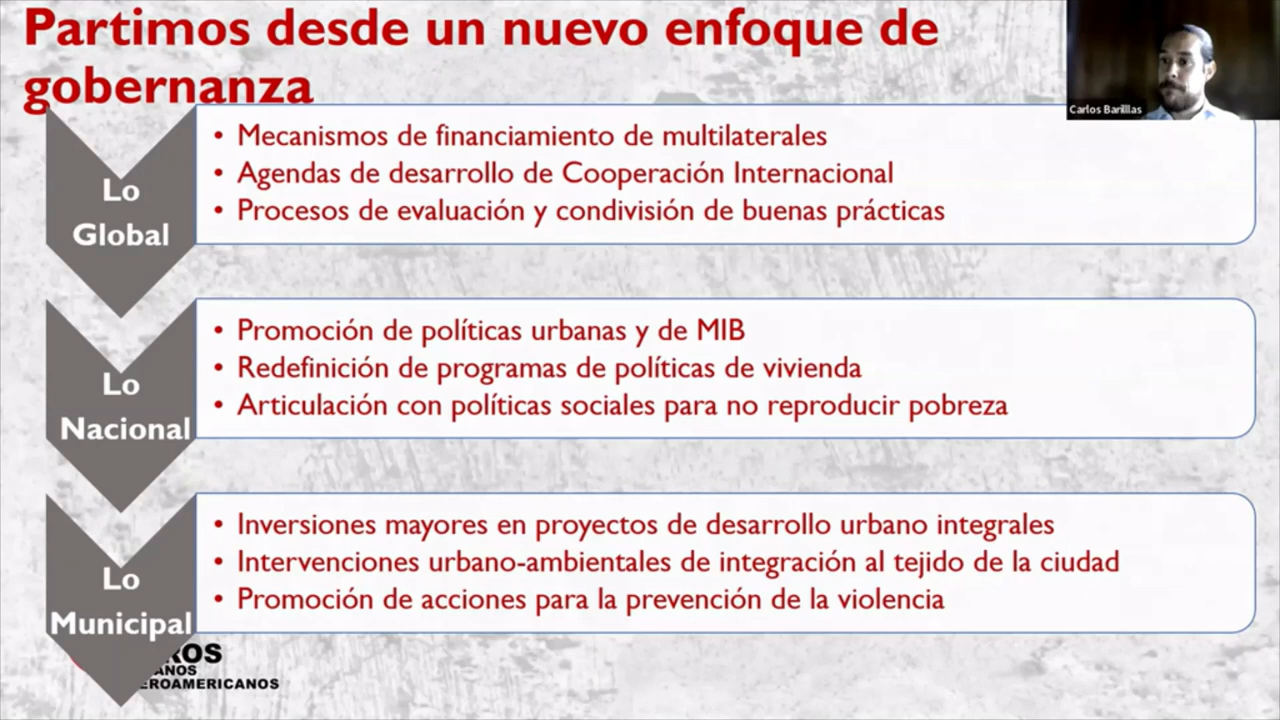 Partimos desde un nuevo enfoque de
gobernanza
Carlos Barilllas
Lo
Global
• Mecanismos de financiamiento de multilaterales
• Agendas de desarrollo de Cooperación Internacional
• Procesos de evaluación y condivisión de buenas prácticas
Lo
Nacional
• Promoción de políticas urbanas y de MIB
• Redefinición de programas de políticas de vivienda
• Articulación con políticas sociales para no reproducir pobreza
Lo
Municipal
• Inversiones mayores en proyectos de desarrollo urbano integrales
• Intervenciones urbano-ambientales de integración al tejido de la ciudad
• Promoción de acciones para la prevención de la violencia